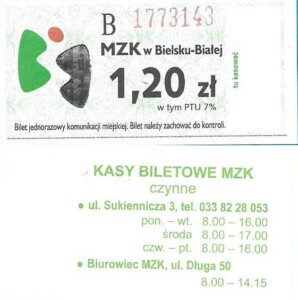 B 1773143
MZK w Bielsku-Białej
1,20 zł
w tym PTU 7%
tu kasować
Bilet jednorazowy komunikacji miejskiej. Bilet należy zachować do kontroli.
KASY BILETOWE MZK
czynne
● ul. Sukiennicza 3, tel. 033 82 28 053
pon. – wt. 8.00 – 16.00
środa 8.00 – 17.00
czw. – pt. 8.00 – 16.00
● Biurowiec MZK, ul. Długa 50
8.00 – 14.15